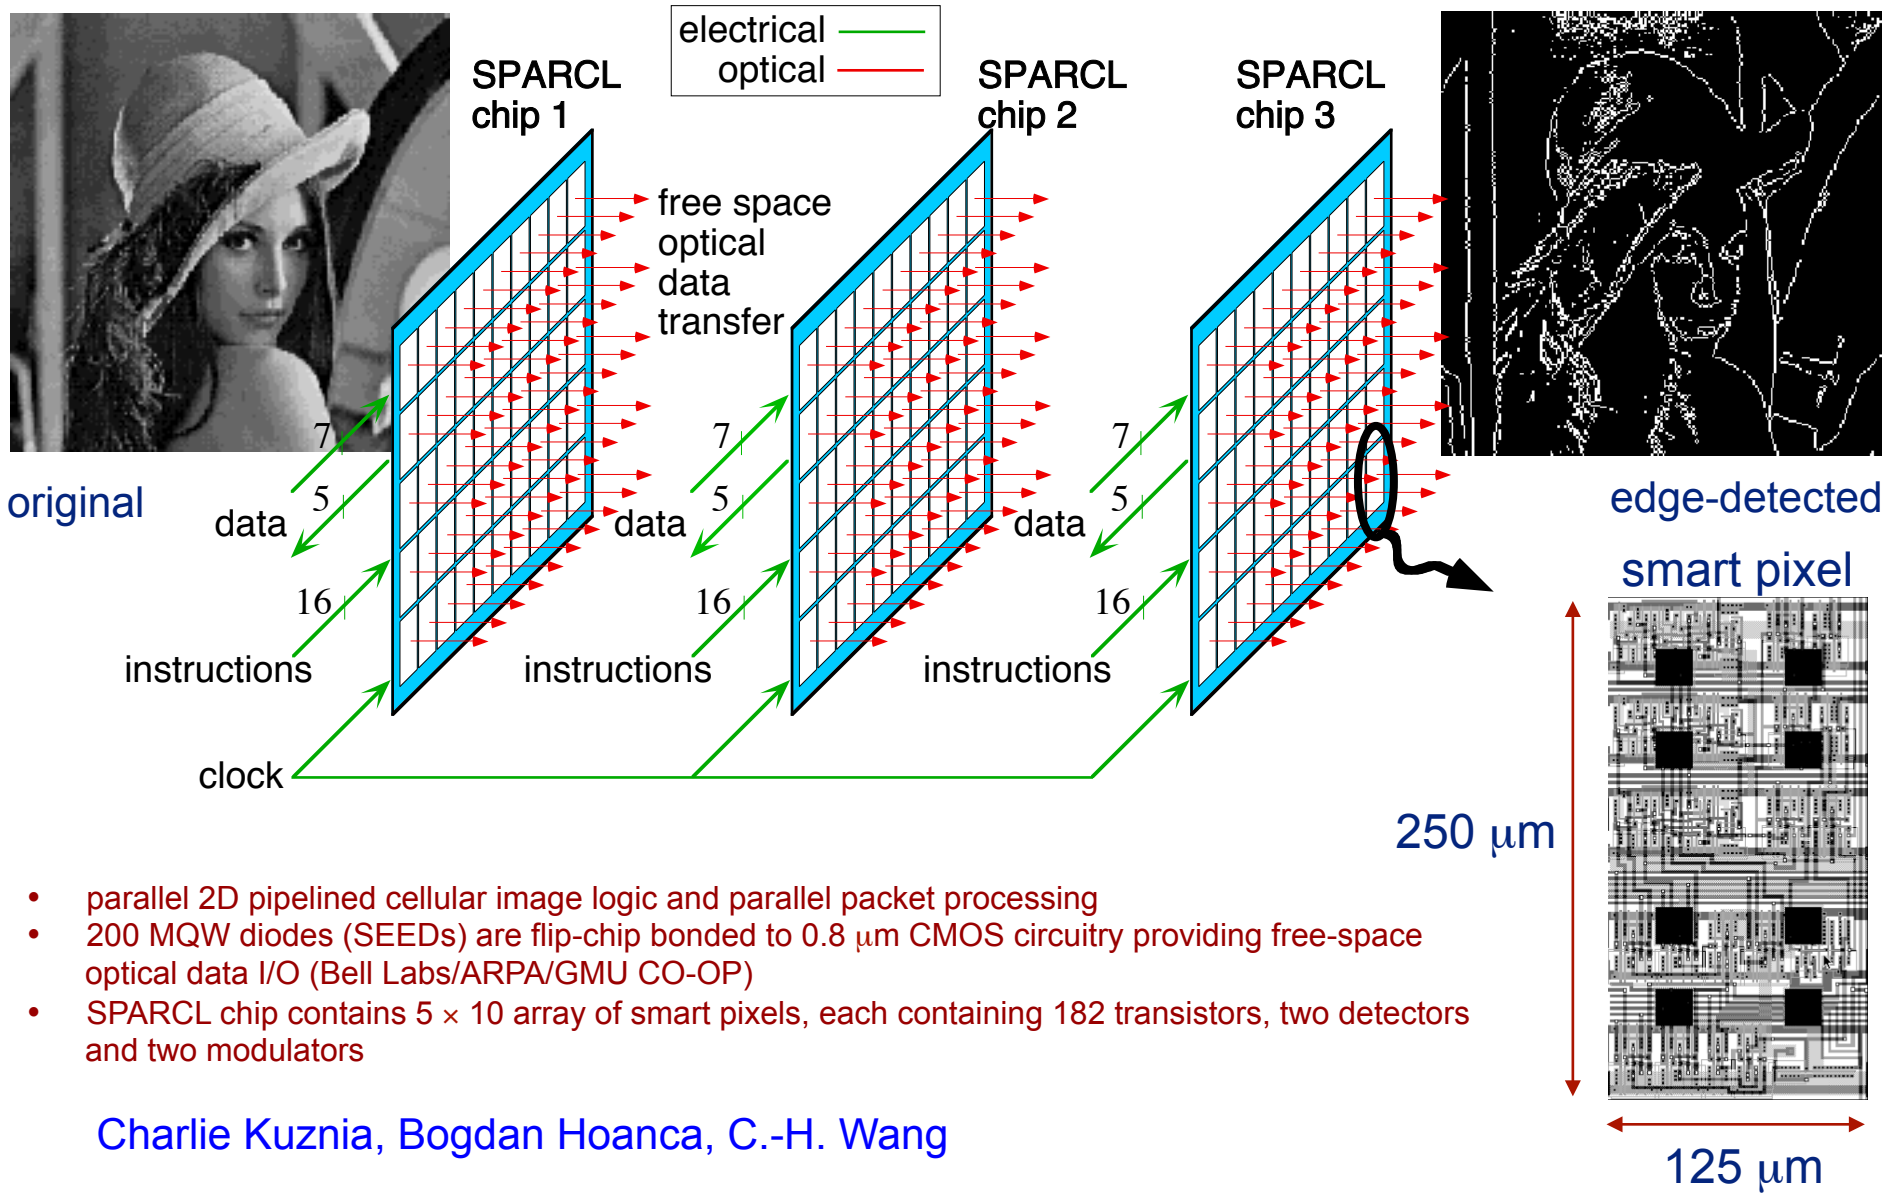 electrical
optical
SPARCL
chip 1
SPARCL
chip 2
SPARCL
chip 3
free space
optical
data
transfer
7
5
data
16
instructions
7
5
data
16
instructions
7
5
data
16
instructions
clock
original
edge-detected
smart pixel
250 μm
125 μm
• parallel 2D pipelined cellular image logic and parallel packet processing
• 200 MQW diodes (SEEDs) are flip-chip bonded to 0.8 μm CMOS circuitry providing free-space
optical data I/O (Bell Labs/ARPA/GMU CO-OP)
• SPARCL chip contains 5 × 10 array of smart pixels, each containing 182 transistors, two detectors
and two modulators
Charlie Kuznia, Bogdan Hoanca, C.-H. Wang